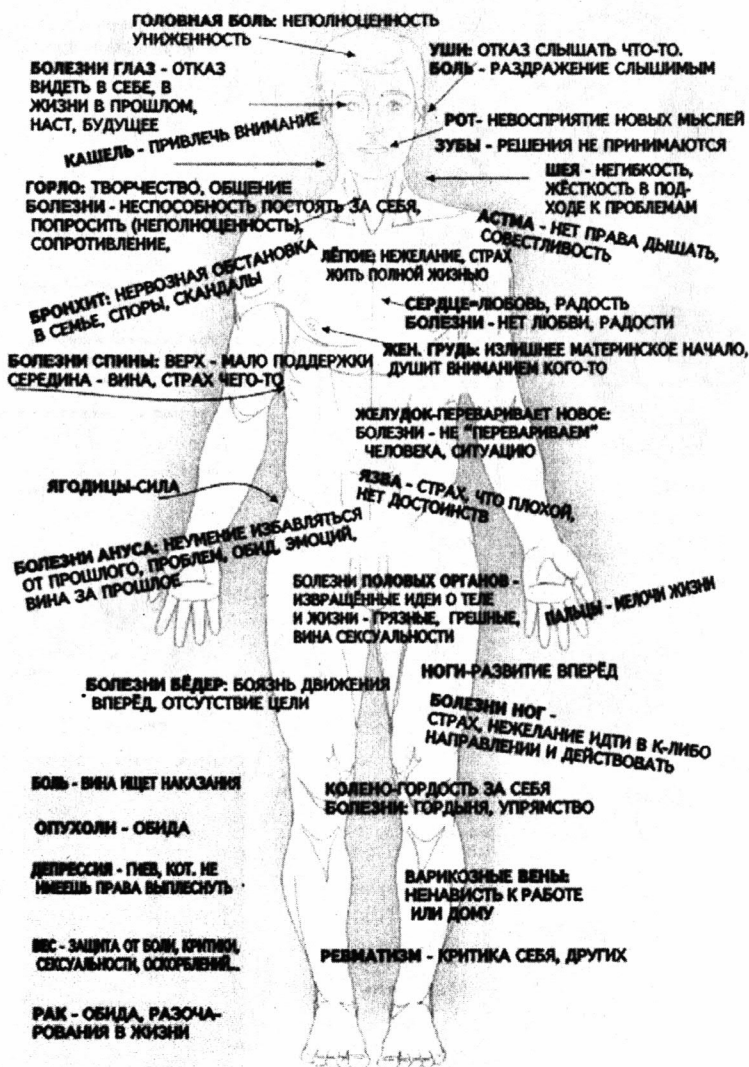 ГОЛОВНАЯ БОЛЬ: НЕПОЛНОЦЕННОСТЬ
УНИЖЕННОСТЬ
УШИ: ОТКАЗ СЛЫШАТЬ ЧТО-ТО.
БОЛЬ - РАЗДРАЖЕНИЕ СЛЫШИМЫМ
БОЛЕЗНИ ГЛАЗ - ОТКАЗ
ВИДЕТЬ В СЕБЕ, В
ЖИЗНИ В ПРОШЛОМ,
НАСТ, БУДУЩЕЕ
РОТ- НЕВОСПРИЯТИЕ НОВЫХ МЫСЛЕЙ
ЗУБЫ - РЕШЕНИЯ НЕ ПРИНИМАЮТСЯ
КАШЕЛЬ - ПРИВЛЕЧЬ ВНИМАНИЕ
ШЕЯ - НЕГИБКОСТЬ,
ЖЁСТКОСТЬ В ПОД-
ХОДЕ К ПРОБЛЕМАМ
ГОРЛО: ТВОРЧЕСТВО, ОБЩЕНИЕ
БОЛЕЗНИ - НЕСПОСОБНОСТЬ ПОСТОЯТЬ ЗА СЕБЯ,
ПОПРОСИТЬ (НЕПОЛНОЦЕННОСТЬ),
СОПРОТИВЛЕНИЕ,
АСТМА - НЕТ ПРАВА ДЫШАТЬ,
СОВЕСТЛИВОСТЬ
ЛЁГКИЕ: НЕЖЕЛАНИЕ, СТРАХ
ЖИТЬ ПОЛНОЙ ЖИЗНЬЮ
БРОНХИТ: НЕРВОЗНАЯ ОБСТАНОВКА
В СЕМЬЕ, СПОРЫ, СКАНДАЛЫ
СЕРДЦЕ=ЛЮБОВЬ, РАДОСТЬ
БОЛЕЗНИ - НЕТ ЛЮБВИ, РАДОСТИ
ЖЕН. ГРУДЬ: ИЗЛИШНЕЕ МАТЕРИНСКОЕ НАЧАЛО,
ДУШИТ ВНИМАНИЕМ КОГО-ТО
БОЛЕЗНИ СПИНЫ: ВЕРХ - МАЛО ПОДДЕРЖКИ
СЕРЕДИНА - ВИНА, СТРАХ ЧЕГО-ТО
ЖЕЛУДОК-ПЕРЕВАРИВАЕТ НОВОЕ:
БОЛЕЗНИ - НЕ "ПЕРЕВАРИВАЕМ"
ЧЕЛОВЕКА, СИТУАЦИЮ
ЯГОДИЦЫ-СИЛА
ЯЗВА - СТРАХ, ЧТО ПЛОХОЙ,
НЕТ ДОСТОИНСТВ
БОЛЕЗНИ АНУСА: НЕУМЕНИЕ ИЗБАВЛЯТЬСЯ
ОТ ПРОШЛОГО, ПРОБЛЕМ, ОБИД, ЭМОЦИЙ,
ВИНА ЗА ПРОШЛОЕ
БОЛЕЗНИ ПОЛОВЫХ ОРГАНОВ -
ИЗВРАЩЁННЫЕ ИДЕИ О ТЕЛЕ
И ЖИЗНИ - ГРЯЗНЫЕ, ГРЕШНЫЕ,
ВИНА СЕКСУАЛЬНОСТИ
ПАЛЬЦЫ - МЕЛОЧИ ЖИЗНИ
НОГИ-РАЗВИТИЕ ВПЕРЁД
БОЛЕЗНИ БЁДЕР: БОЯЗНЬ ДВИЖЕНИЯ
ВПЕРЁД, ОТСУТСТВИЕ ЦЕЛИ
БОЛЕЗНИ НОГ -
СТРАХ, НЕЖЕЛАНИЕ ИДТИ В К-ЛИБО
НАПРАВЛЕНИИ И ДЕЙСТВОВАТЬ
БОЛЬ - ВИНА ИЩЕТ НАКАЗАНИЯ
КОЛЕНО-ГОРДОСТЬ ЗА СЕБЯ
БОЛЕЗНИ: ГОРДЫНЯ, УПРЯМСТВО
ОПУХОЛИ - ОБИДА
ДЕПРЕССИЯ - ГНЕВ, КОТ. НЕ
ИМЕЕШЬ ПРАВА ВЫПЛЕСНУТЬ
ВАРИКОЗНЫЕ ВЕНЫ:
НЕНАВИСТЬ К РАБОТЕ
ИЛИ ДОМУ
ВЕС - ЗАЩИТА ОТ БОЛИ, КРИТИКИ,
СЕКСУАЛЬНОСТИ, ОСКОРБЛЕНИЙ...
РЕВМАТИЗМ - КРИТИКА СЕБЯ, ДРУГИХ
РАК - ОБИДА, РАЗОЧА-
РОВАНИЯ В ЖИЗНИ